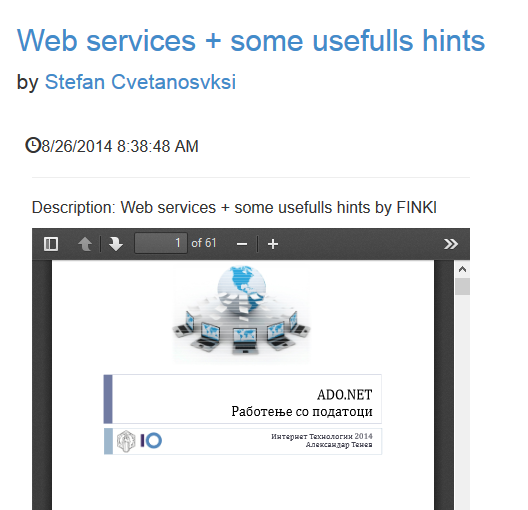 Web services + some usefulls hints
by Stefan Cvetanosvksi
8/26/2014 8:38:48 AM
Description: Web services + some usefulls hints by FINKI
1 of 61
ADO.NET
Работење со податоци
Интернет Технологии 2014
Александар Тенев